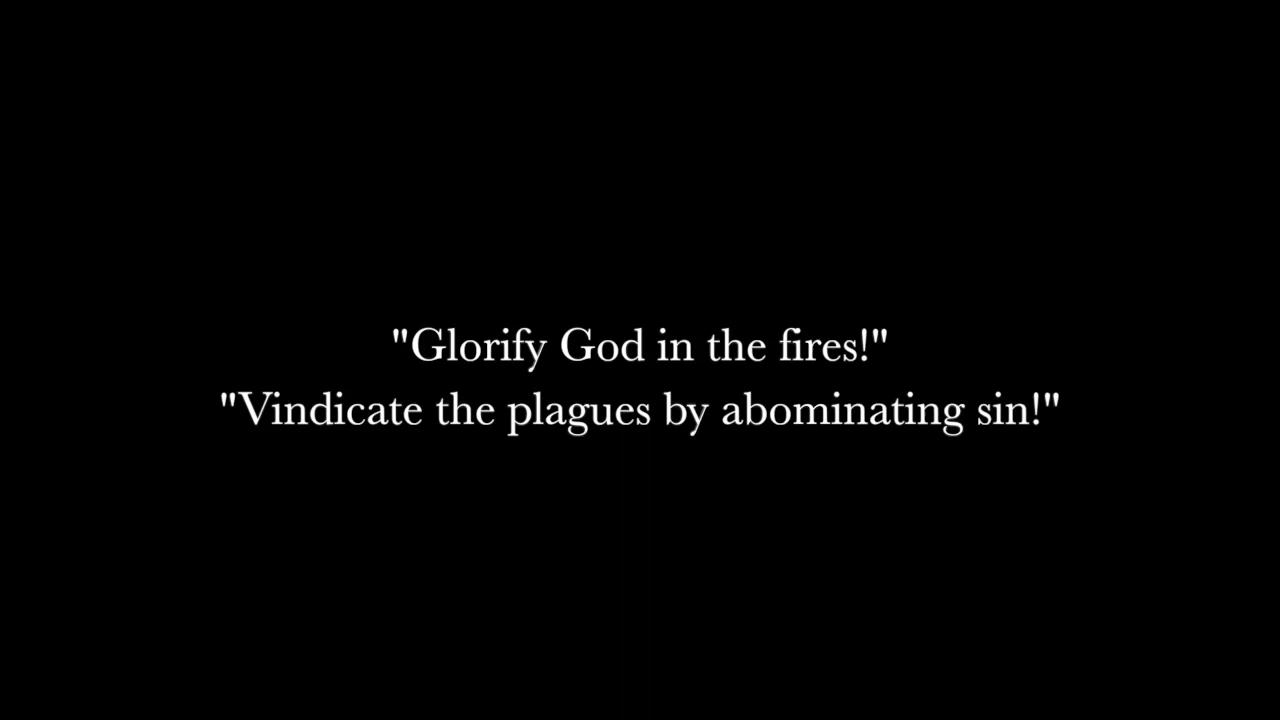 "Glorify God in the fires!"
"Vindicate the plagues by abominating sin!"